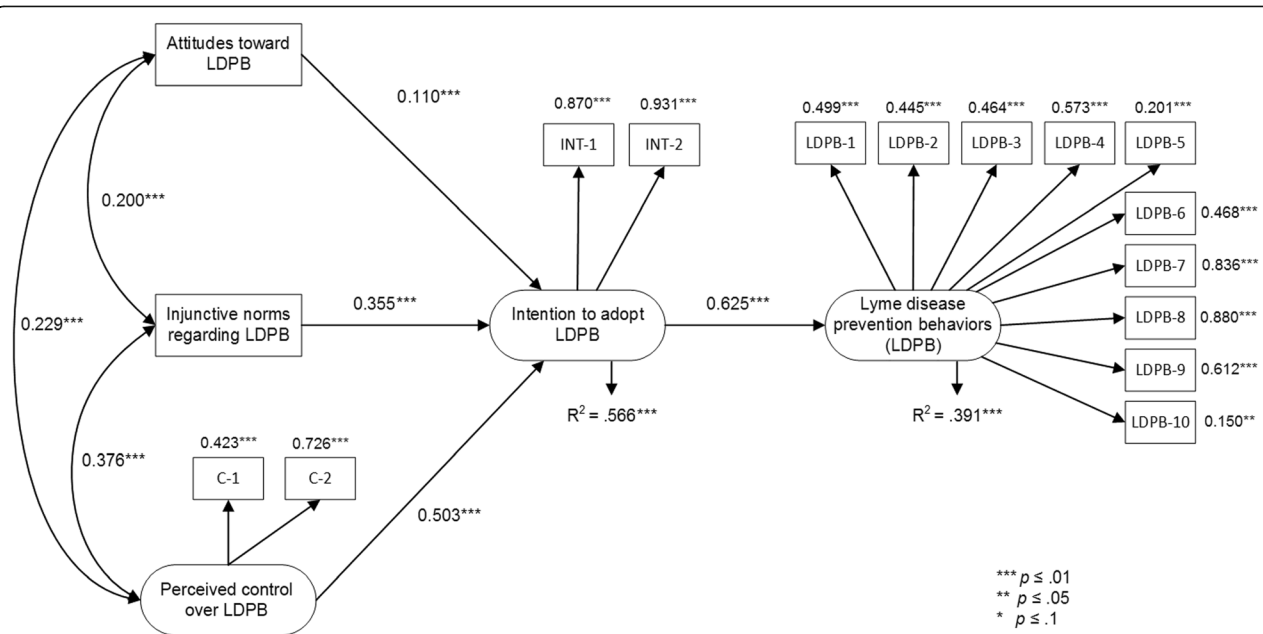 Attitudes toward
LDPB
0.110***
0.870***
0.931***
INT-1
INT-2
0.499***
0.445***
0.464***
0.573***
0.201***
LDPB-1
LDPB-2
LDPB-3
LDPB-4
LDPB-5
LDPB-6
0.468***
LDPB-7
0.836***
LDPB-8
0.880***
LDPB-9
0.612***
LDPB-10
0.150**
0.200***
0.229***
Injunctive norms
regarding LDPB
0.355***
Intention to adopt
LDPB
0.625***
Lyme disease
prevention behaviors
(LDPB)
R² = .566***
R² = .391***
0.376***
0.423***
0.726***
C-1
C-2
0.503***
Perceived control
over LDPB
*** p ≤ .01
** p ≤ .05
* p ≤ .1